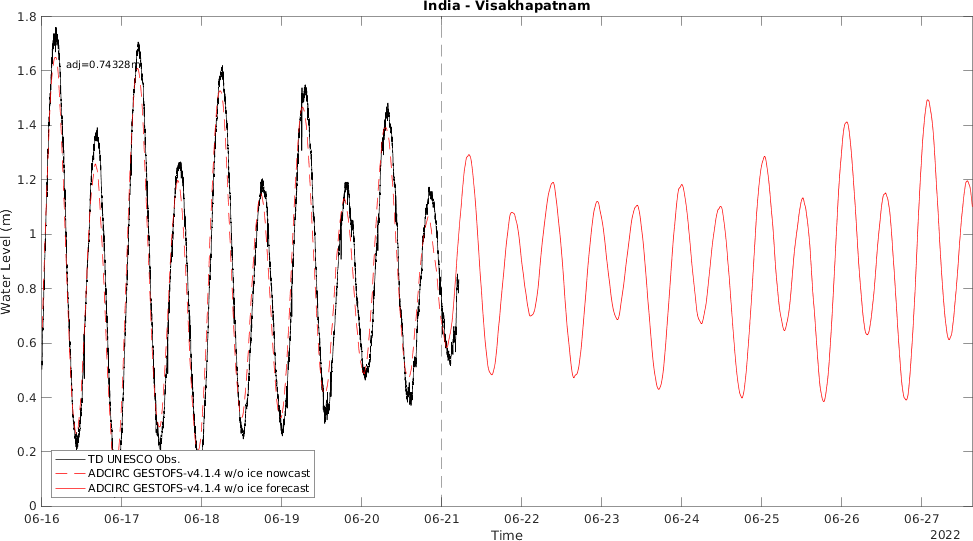 India - Visakhapatnam
1.8
1.6
1.4
1.2
1
0.8
0.6
0.4
0.2
0
Water Level (m)
adj=0.74328m
TD UNESCO Obs.
ADCIRC GESTOFS-v4.1.4 w/o ice nowcast
ADCIRC GESTOFS-v4.1.4 w/o ice forecast
06-16 06-17 06-18 06-19 06-20 06-21 06-22 06-23 06-24 06-25 06-26 06-27
Time
2022